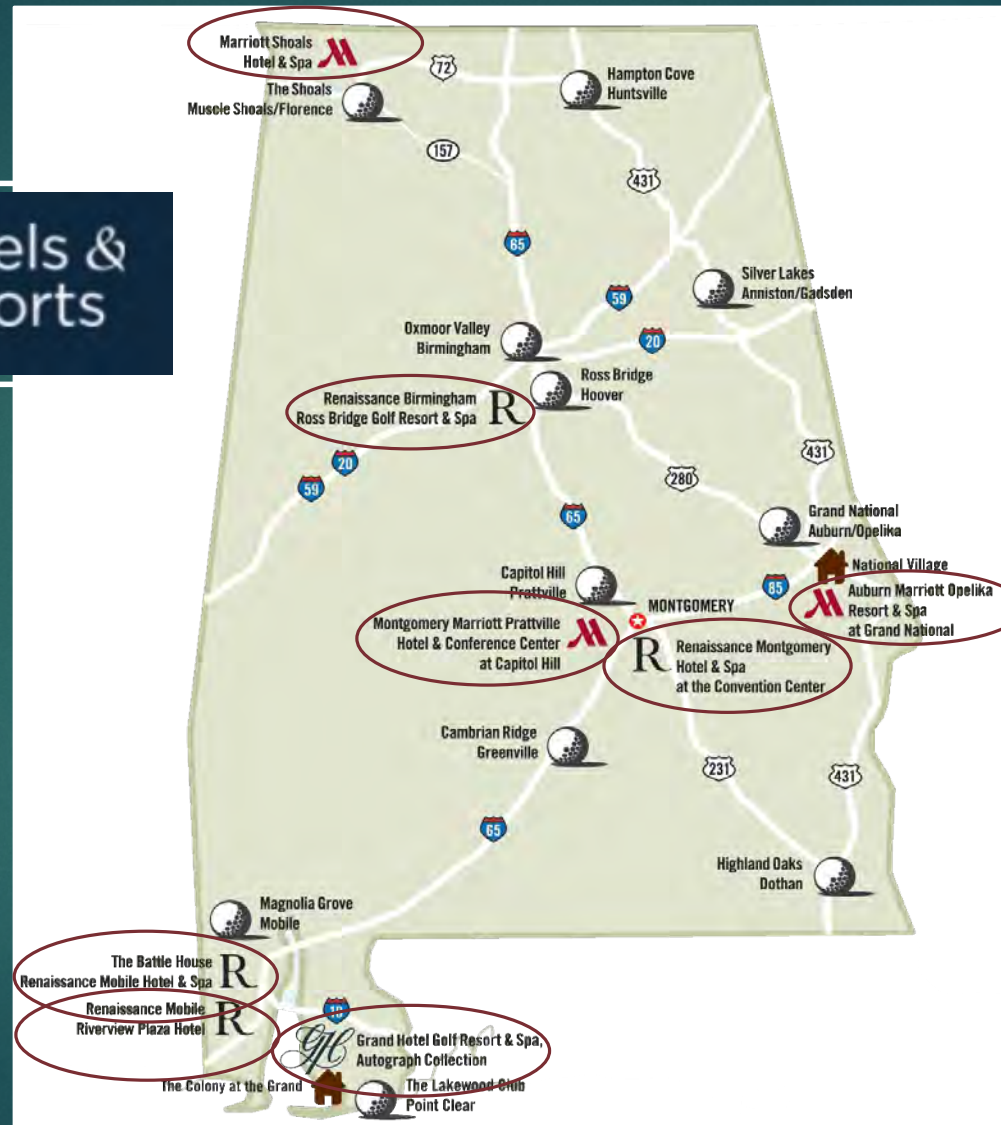 Marriott Shoals
Hotel & Spa
72
The Shoals
Muscle Shoals/Florence
Hampton Cove
Huntsville
157
431
els &
orts
65
Silver Lakes
Anniston/Gadsden
59
Oxmoor Valley
Birmingham
20
Ross Bridge
Hoover
Renaissance Birmingham
Ross Bridge Golf Resort & Spa
R
431
20
59
280
65
Grand National
Auburn/Opelika
National Village
Capitol Hill
Prattville
85
Auburn Marriott Opelika
Resort & Spa
at Grand National
MONTGOMERY
Montgomery Marriott Prattville
Hotel & Conference Center
at Capitol Hill
R
Renaissance Montgomery
Hotel & Spa
at the Convention Center
Cambrian Ridge
Greenville
231
431
65
Highland Oaks
Dothan
Magnolia Grove
Mobile
The Battle House
Renaissance Mobile Hotel & Spa
R
Renaissance Mobile
Riverview Plaza Hotel
R
10
GH
Grand Hotel Golf Resort & Spa,
Autograph Collection
The Colony at the Grand
The Lakewood Club
Point Clear